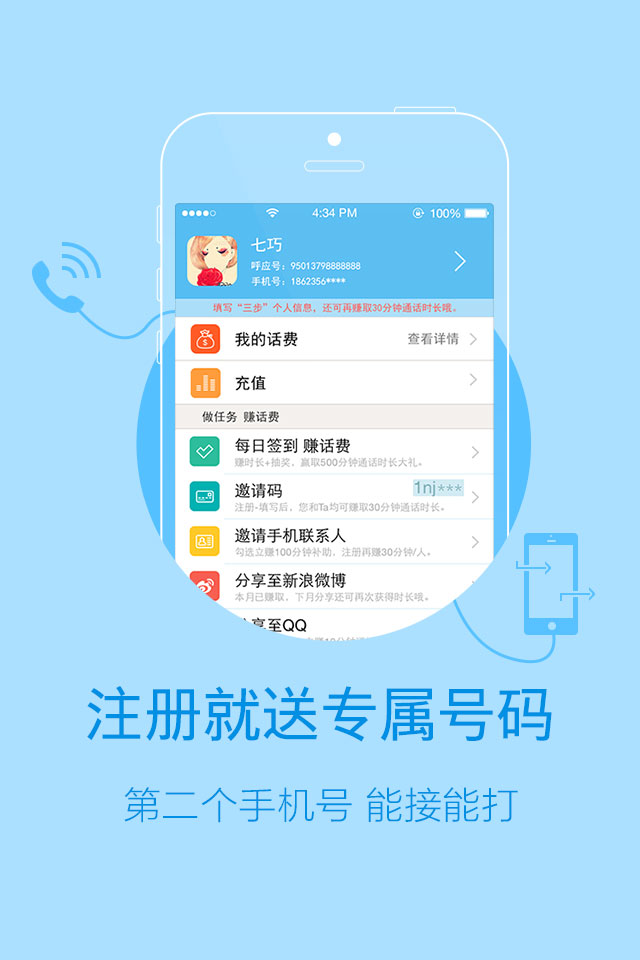 4:34 PM 100%
七巧
呼应号：95013798888888
手机号：1862356****
填写“三步”个人信息，还可再赚取30分钟通话时长哦。
我的话费 查看详情
充值
做任务 赚话费
每日签到 赚话费
赚时长+抽奖，赢取500分钟通话时长大礼。
邀请码 1nj***
注册-填写后，您和Ta均可赚取30分钟通话时长。
邀请手机联系人
勾选立赚100分钟补助，注册再赚30分钟/人。
分享至新浪微博
本月已赚取，下月分享还可再次获得时长哦。
分享至QQ
注册就送专属号码
第二个手机号 能接能打